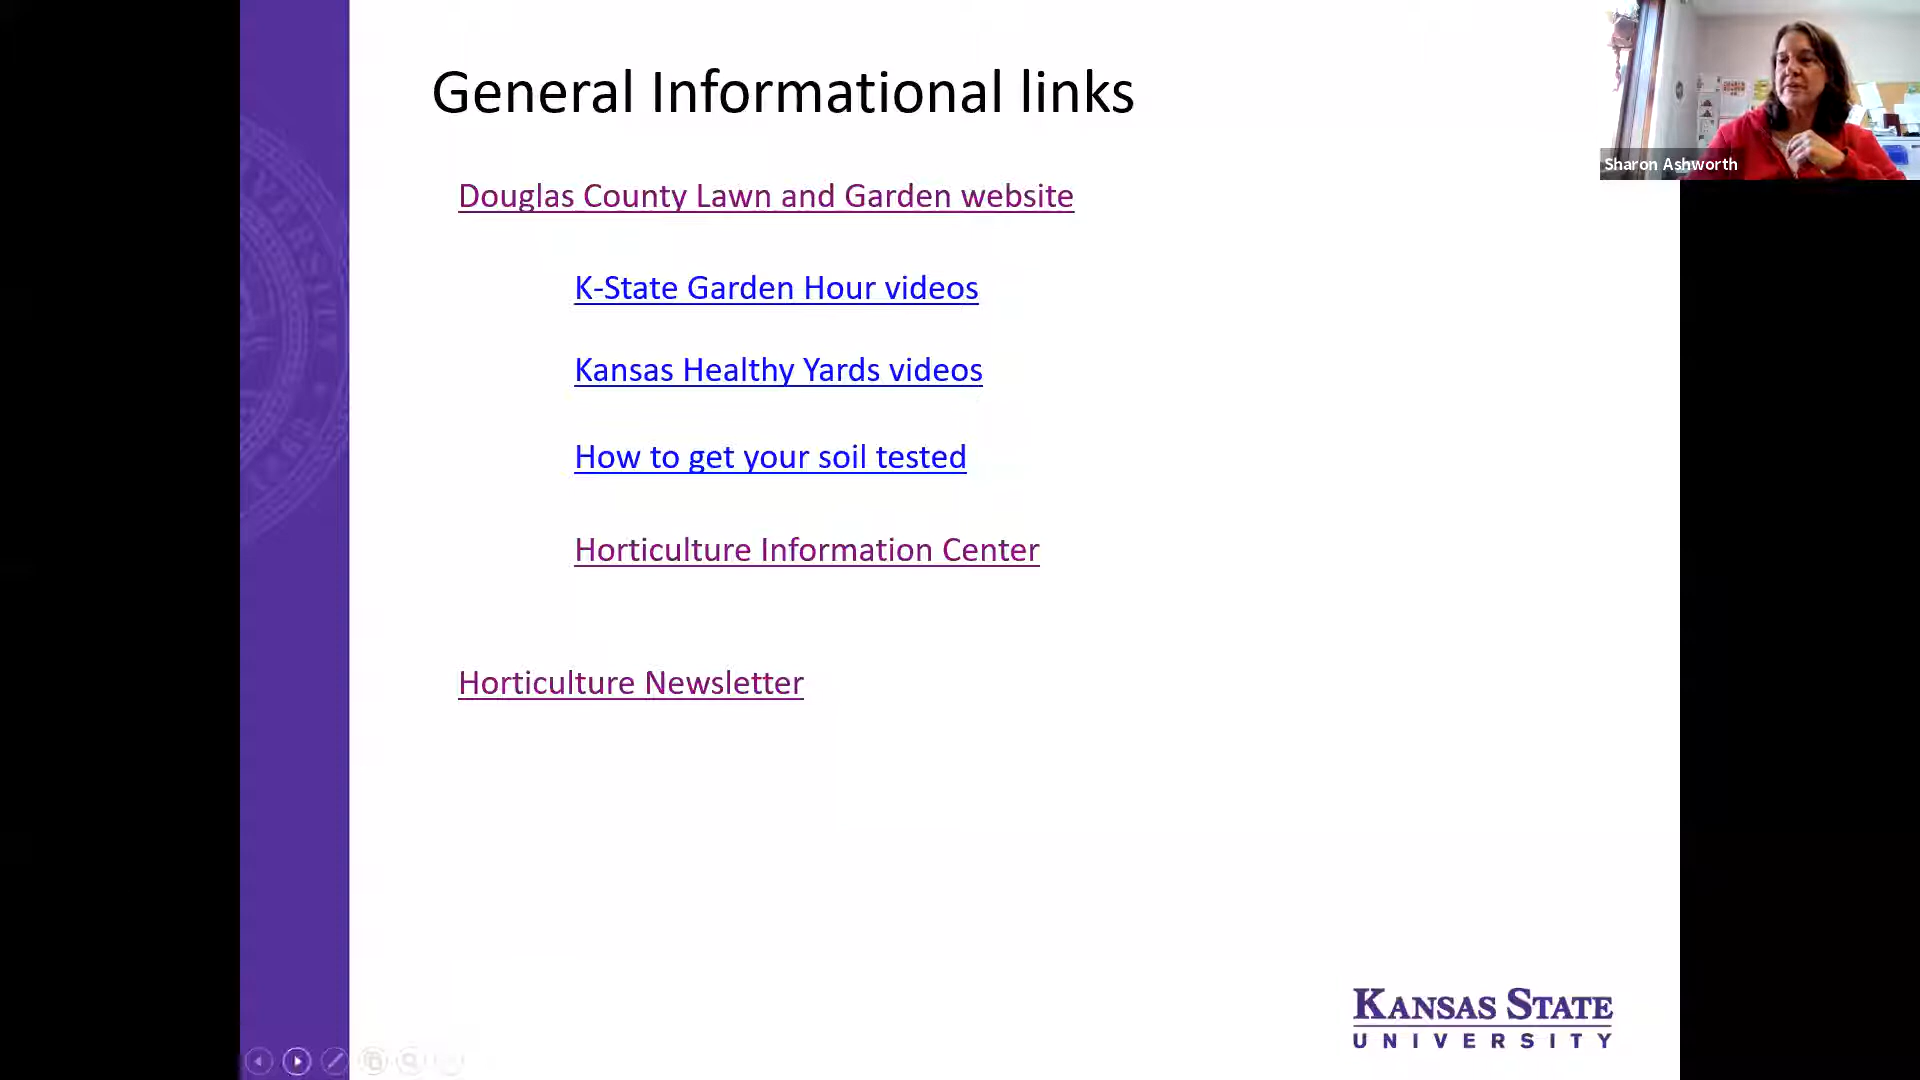 General Informational links
Sharon Ashworth
Douglas County Lawn and Garden website
K-State Garden Hour videos
Kansas Healthy Yards videos
How to get your soil tested
Horticulture Information Center
Horticulture Newsletter
KANSAS STATE
UNIVERSITY